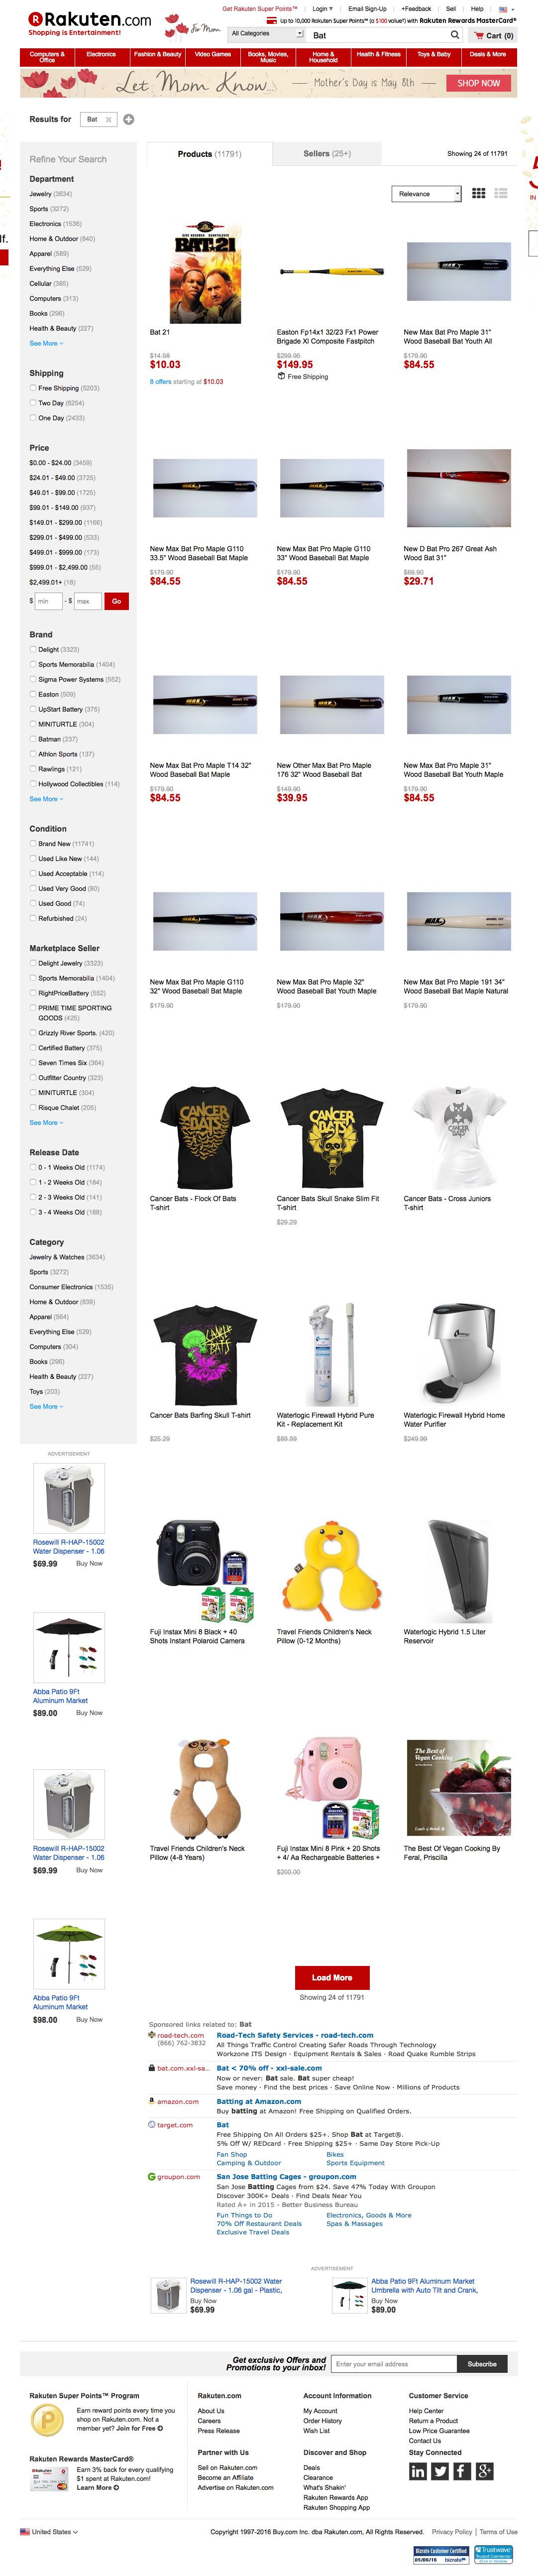 Rakuten.com
Shopping is Entertainment!
For Mom
Get Rakuten Super Points™
Login
Email Sign-Up
+Feedback
Sell
Help
Up to 10,000 Rakuten Super Points™ (a $100 value!) with Rakuten Rewards MasterCard®
All Categories
Bat
Cart (0)
Computers & Office
Electronics
Fashion & Beauty
Video Games
Books, Movies, Music
Home & Household
Health & Fitness
Toys & Baby
Deals & More
Let Mom Know...
Mother's Day is May 8th
SHOP NOW
Results for
Bat
Refine Your Search
Department
Jewelry (3634)
Sports (3272)
Electronics (1536)
Home & Outdoor (840)
Apparel (589)
Everything Else (529)
Cellular (385)
Computers (313)
Books (296)
Health & Beauty (227)
See More
Shipping
Free Shipping (5203)
Two Day (6254)
One Day (2433)
Price
$0.00 - $24.00 (3459)
$24.01 - $49.00 (3725)
$49.01 - $99.00 (1725)
$99.01 - $149.00 (937)
$149.01 - $299.00 (1166)
$299.01 - $499.00 (533)
$499.01 - $999.00 (173)
$999.01 - $2,499.00 (55)
$2,499.01+ (18)
$ min - $ max Go
Brand
Delight (3323)
Sports Memorabilia (1404)
Sigma Power Systems (552)
Easton (509)
UpStart Battery (375)
MINITURTLE (304)
Batman (237)
Athlon Sports (137)
Rawlings (121)
Hollywood Collectibles (114)
See More
Condition
Brand New (11741)
Used Like New (144)
Used Acceptable (114)
Used Very Good (80)
Used Good (74)
Refurbished (24)
Marketplace Seller
Delight Jewelry (3323)
Sports Memorabilia (1404)
RightPriceBattery (552)
PRIME TIME SPORTING
GOODS (425)
Grizzly River Sports. (420)
Certified Battery (375)
Seven Times Six (364)
Outfitter Country (323)
MINITURTLE (304)
Risque Chalet (205)
See More
Release Date
0 - 1 Weeks Old (1174)
1 - 2 Weeks Old (184)
2 - 3 Weeks Old (141)
3 - 4 Weeks Old (188)
Category
Jewelry & Watches (3634)
Sports (3272)
Consumer Electronics (1535)
Home & Outdoor (839)
Apparel (564)
Everything Else (529)
Computers (304)
Books (296)
Health & Beauty (227)
Toys (203)
See More
ADVERTISEMENT
Rosewill R-HAP-15002
Water Dispenser - 1.06
$69.99 Buy Now
Abba Patio 9Ft
Aluminum Market
$89.00 Buy Now
Rosewill R-HAP-15002
Water Dispenser - 1.06
$69.99 Buy Now
Abba Patio 9Ft
Aluminum Market
$98.00 Buy Now
Products (11791)
Sellers (25+)
Showing 24 of 11791
Relevance
BAT-21
Bat 21
$14.98
$10.03
8 offers starting at $10.03
Easton Fp14x1 32/23 Fx1 Power
Brigade Xl Composite Fastpitch
$299.95
$149.95
Free Shipping
New Max Bat Pro Maple 31"
Wood Baseball Bat Youth All
$179.90
$84.55
New Max Bat Pro Maple G110
33.5" Wood Baseball Bat Maple
$179.90
$84.55
New Max Bat Pro Maple G110
33" Wood Baseball Bat Maple
$179.90
$84.55
New D Bat Pro 267 Great Ash
Wood Bat 31"
$69.90
$29.71
New Max Bat Pro Maple T14 32"
Wood Baseball Bat Maple
$179.90
$84.55
New Other Max Bat Pro Maple
176 32" Wood Baseball Bat
$149.90
$39.95
New Max Bat Pro Maple 31"
Wood Baseball Bat Youth Maple
$179.90
$84.55
New Max Bat Pro Maple G110
32" Wood Baseball Bat Maple
$179.90
New Max Bat Pro Maple 32"
Wood Baseball Bat Youth Maple
$179.90
New Max Bat Pro Maple 191 34"
Wood Baseball Bat Maple Natural
$179.90
CANCER BATS
Cancer Bats - Flock Of Bats
T-shirt
CANCER BATS
Cancer Bats Skull Snake Slim Fit
T-shirt
$29.29
CANCER BATS
Cancer Bats - Cross Juniors
T-shirt
CANCER BATS
Cancer Bats Barfing Skull T-shirt
$25.29
Waterlogic Firewall Hybrid Pure
Kit - Replacement Kit
$89.99
Waterlogic Firewall Hybrid Home
Water Purifier
$249.99
Fuji Instax Mini 8 Black + 40
Shots Instant Polaroid Camera
Travel Friends Children's Neck
Pillow (0-12 Months)
Waterlogic Hybrid 1.5 Liter
Reservoir
Travel Friends Children's Neck
Pillow (4-8 Years)
Fuji Instax Mini 8 Pink + 20 Shots
+ 4/ Aa Rechargeable Batteries +
$200.00
The Best of
Vegan Cooking
The Best Of Vegan Cooking By
Feral, Priscilla
Load More
Showing 24 of 11791
Sponsored links related to: Bat
road-tech.com
(866) 762-3832
Road-Tech Safety Services - road-tech.com
All Things Traffic Control Creating Safer Roads Through Technology
Workzone ITS Design · Equipment Rentals & Sales · Road Quake Rumble Strips
bat.com.xxl-sa...
Bat < 70% off - xxl-sale.com
Now or never: Bat sale. Bat super cheap!
Save money · Find the best prices · Save Online Now · Millions of Products
amazon.com
Batting at Amazon.com
Buy batting at Amazon! Free Shipping on Qualified Orders.
target.com
Bat
Free Shipping On All Orders $25+. Shop Bat at Target®.
5% Off W/ REDcard · Free Shipping $25+ · Same Day Store Pick-Up
Fan Shop
Bikes
Camping & Outdoor
Sports Equipment
groupon.com
San Jose Batting Cages - groupon.com
San Jose Batting Cages from $24. Save 47% Today With Groupon
Discover 300K+ Deals · Find Deals Near You
Rated A+ in 2015 - Better Business Bureau
Fun Things to Do
Electronics, Goods & More
70% Off Restaurant Deals
Spas & Massages
Exclusive Travel Deals
ADVERTISEMENT
Rosewill R-HAP-15002 Water
Dispenser - 1.06 gal - Plastic,
Buy Now
$69.99
Abba Patio 9Ft Aluminum Market
Umbrella with Auto Tilt and Crank,
Buy Now
$89.00
Get exclusive Offers and
Promotions to your inbox!
Enter your email address
Subscribe
Rakuten Super Points™ Program
Earn reward points every time you
shop on Rakuten.com. Not a
member yet? Join for Free
Rakuten Rewards MasterCard®
Earn 3% back for every qualifying
$1 spent at Rakuten.com!
Learn More
Rakuten.com
About Us
Careers
Press Release
Partner with Us
Sell on Rakuten.com
Become an Affiliate
Advertise on Rakuten.com
Account Information
My Account
Order History
Wish List
Discover and Shop
Deals
Clearance
What's Shakin'
Rakuten Rewards App
Rakuten Shopping App
Customer Service
Help Center
Return a Product
Low Price Guarantee
Contact Us
Stay Connected
United States
Copyright 1997-2016 Buy.com Inc. dba Rakuten.com, All Rights Reserved.
Privacy Policy | Terms of Use
Bizrate Customer Certified
05/08/16 bizrate
Trustwave